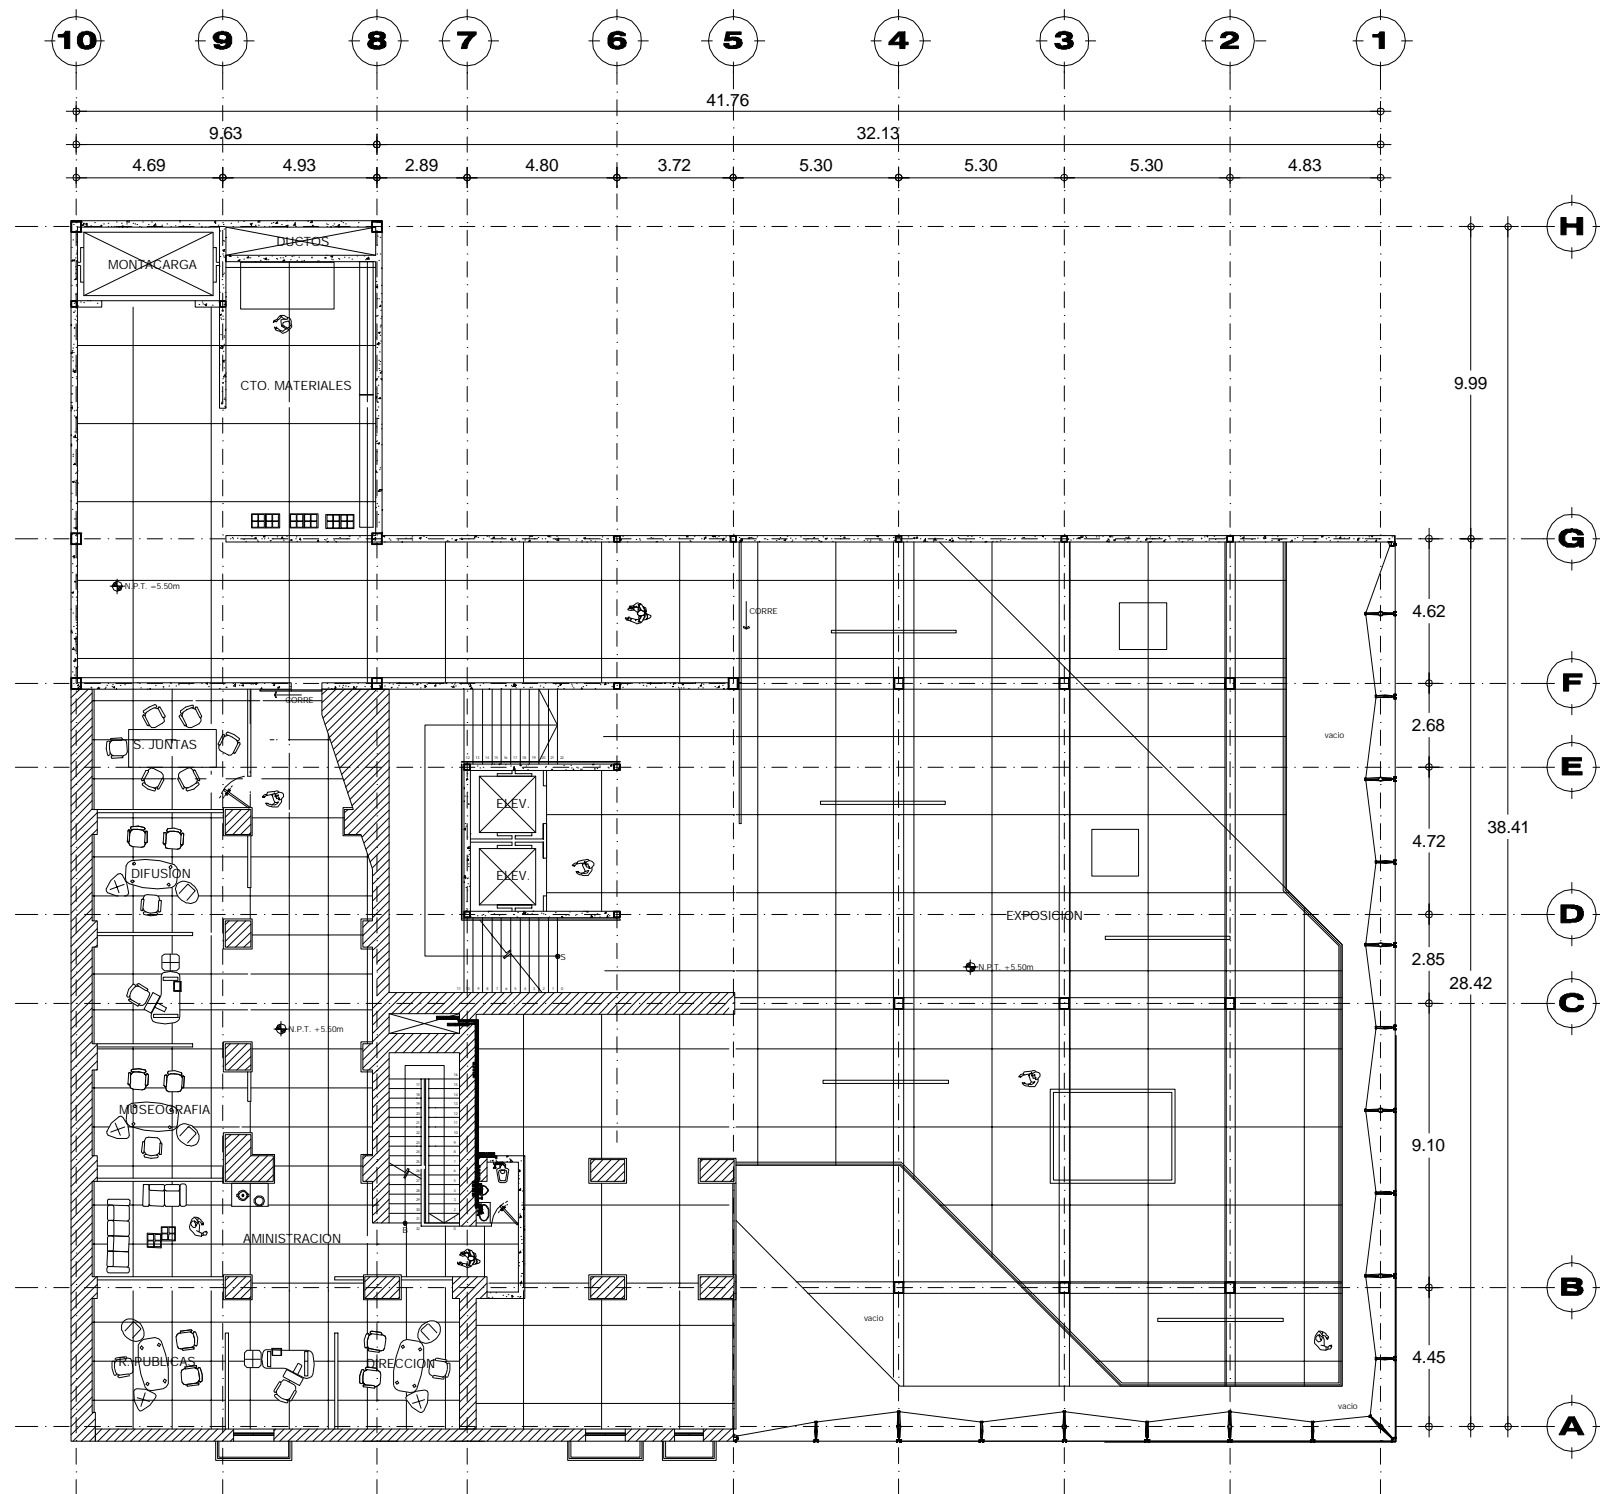 10 9 8 7 6 5 4 3 2 1
41.76
9.63 32.13
4.69 4.93 2.89 4.80 3.72 5.30 5.30 5.30 4.83
H
DUCTOS
MONTACARGA
CTO. MATERIALES
9.99
G
N.P.T. -5.50m
CORRE
4.62
F
CORRE
S. JUNTAS
2.68
vacio
E
ELEV.
38.41
4.72
DIFUSION
ELEV.
EXPOSICION
D
S
N.P.T. +5.50m
2.85
28.42
C
N.P.T. +5.50m
MUSEOGRAFIA
9.10
B
AMINISTRACION
B
vacio
R. PUBLICAS
DIRECCION
4.45
vacio
A